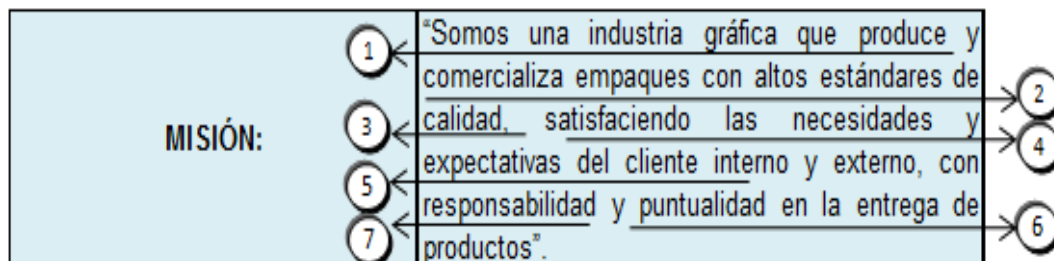 “Somos una industria gráfica que produce y
1
comercializa empaques con altos estándares de
2
MISIÓN:
3
calidad, satisfaciendo las necesidades y
4
expectativas del cliente interno y externo, con
5
responsabilidad y puntualidad en la entrega de
6
7
productos”.